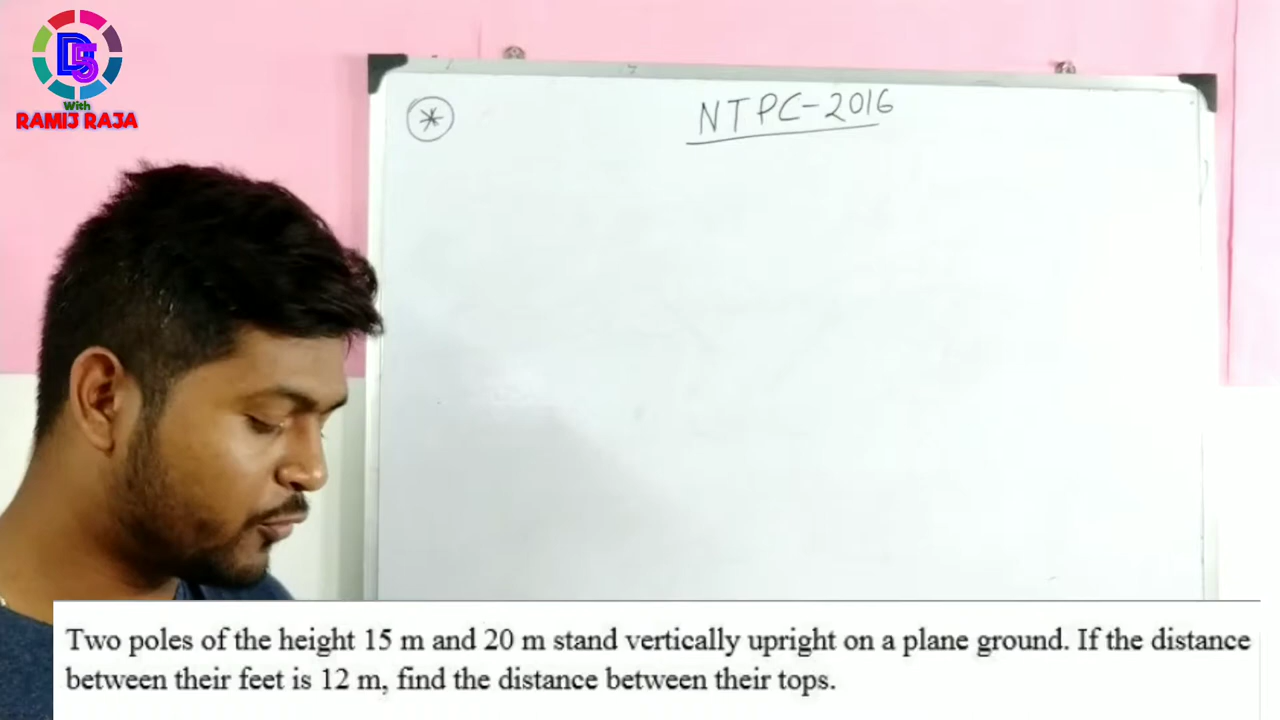 D5
With
RAMIJ RAJA
NTPC-2016
Two poles of the height 15 m and 20 m stand vertically upright on a plane ground. If the distance
between their feet is 12 m, find the distance between their tops.